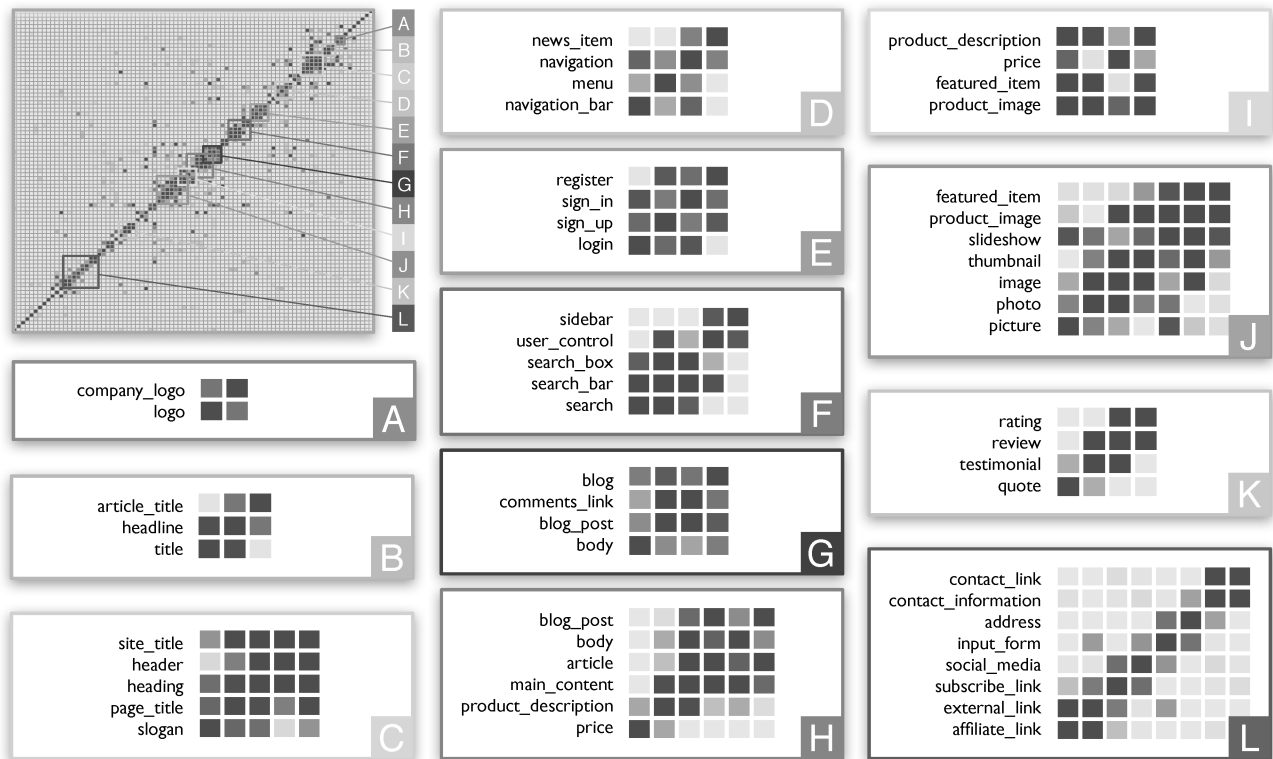 A
B
C
D
E
F
G
H
I
J
K
L
company_logo
logo
A
article_title
headline
title
B
site_title
header
heading
page_title
slogan
C
news_item
navigation
menu
navigation_bar
D
register
sign_in
sign_up
login
E
sidebar
user_control
search_box
search_bar
search
F
blog
comments_link
blog_post
body
G
blog_post
body
article
main_content
product_description
price
H
product_description
price
featured_item
product_image
I
featured_item
product_image
slideshow
thumbnail
image
photo
picture
J
rating
review
testimonial
quote
K
contact_link
contact_information
address
input_form
social_media
subscribe_link
external_link
affiliate_link
L